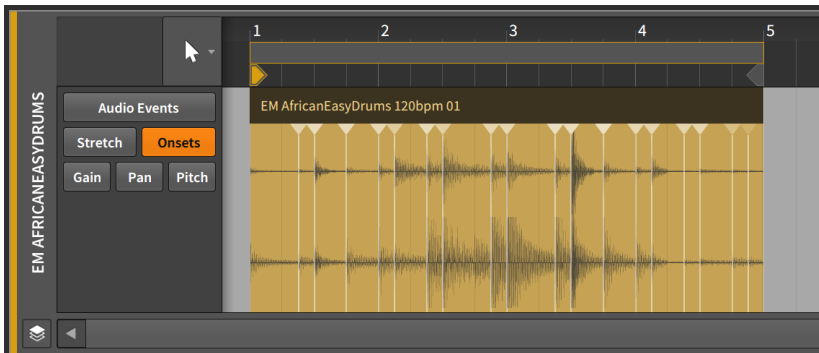 1 2 3 4 5
EM AFRICANEASYDRUMS
Audio Events
EM AfricanEasyDrums 120bpm 01
Stretch Onsets
Gain Pan Pitch